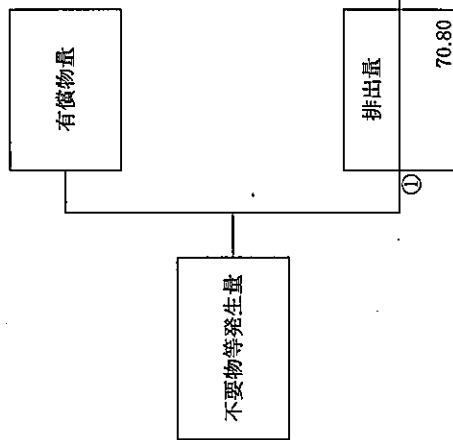 有償物量
不要物等発生量
排出量
①
70.80